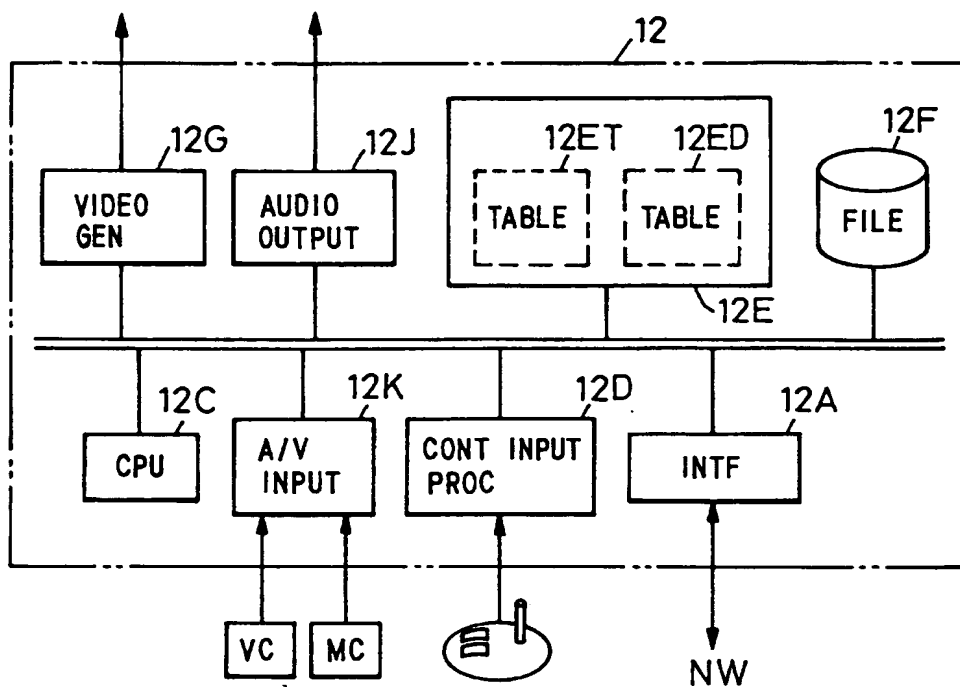 12
12G
12J
12ET
12ED
12F
VIDEO
GEN
AUDIO
OUTPUT
TABLE
TABLE
FILE
12E
12C
12K
12D
12A
CPU
A/V
INPUT
CONT INPUT
PROC
INTF
VC
MC
NW